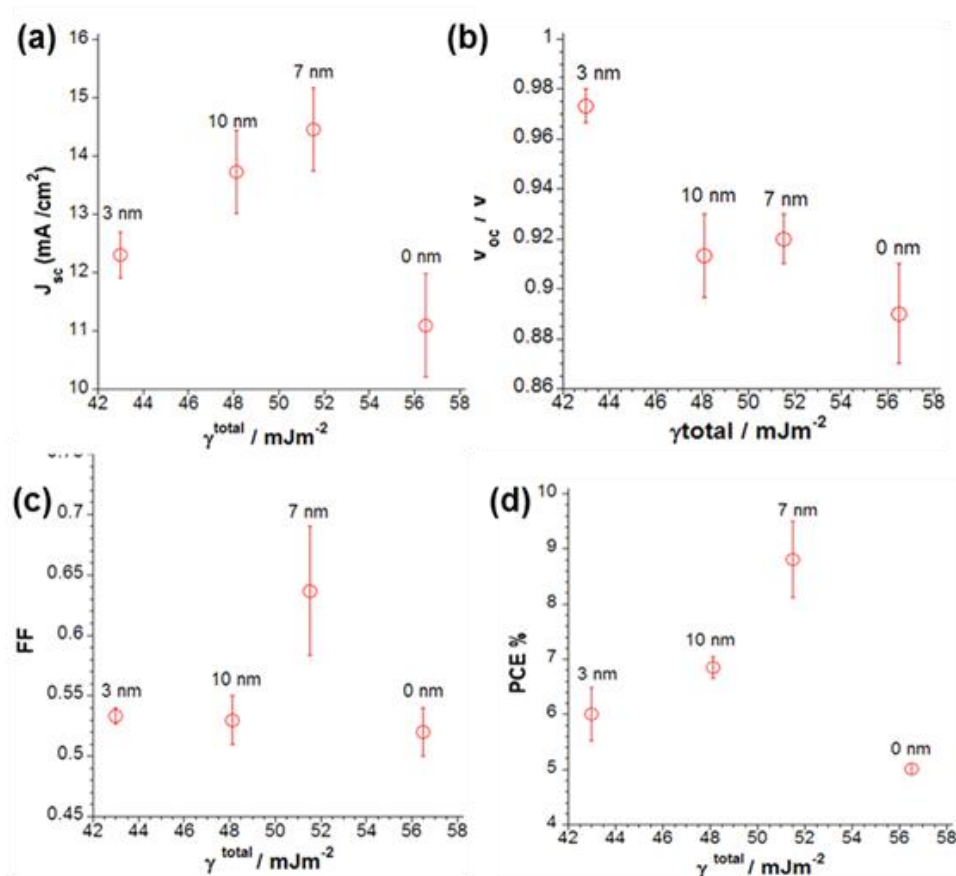 (a)
J_sc (mA /cm²)
16
15
14
13
12
11
10
3 nm
10 nm
7 nm
0 nm
42 44 46 48 50 52 54 56 58
γ^total / mJm⁻²
(b)
v_oc / v
1
0.98
0.96
0.94
0.92
0.9
0.88
0.86
3 nm
10 nm
7 nm
0 nm
42 44 46 48 50 52 54 56 58
γtotal / mJm⁻²
(c)
FF
0.7
0.65
0.6
0.55
0.5
0.45
3 nm
10 nm
7 nm
0 nm
42 44 46 48 50 52 54 56 58
γ^total / mJm⁻²
(d)
PCE %
10
9
8
7
6
5
4
3 nm
10 nm
7 nm
0 nm
42 44 46 48 50 52 54 56 58
γ^total / mJm⁻²